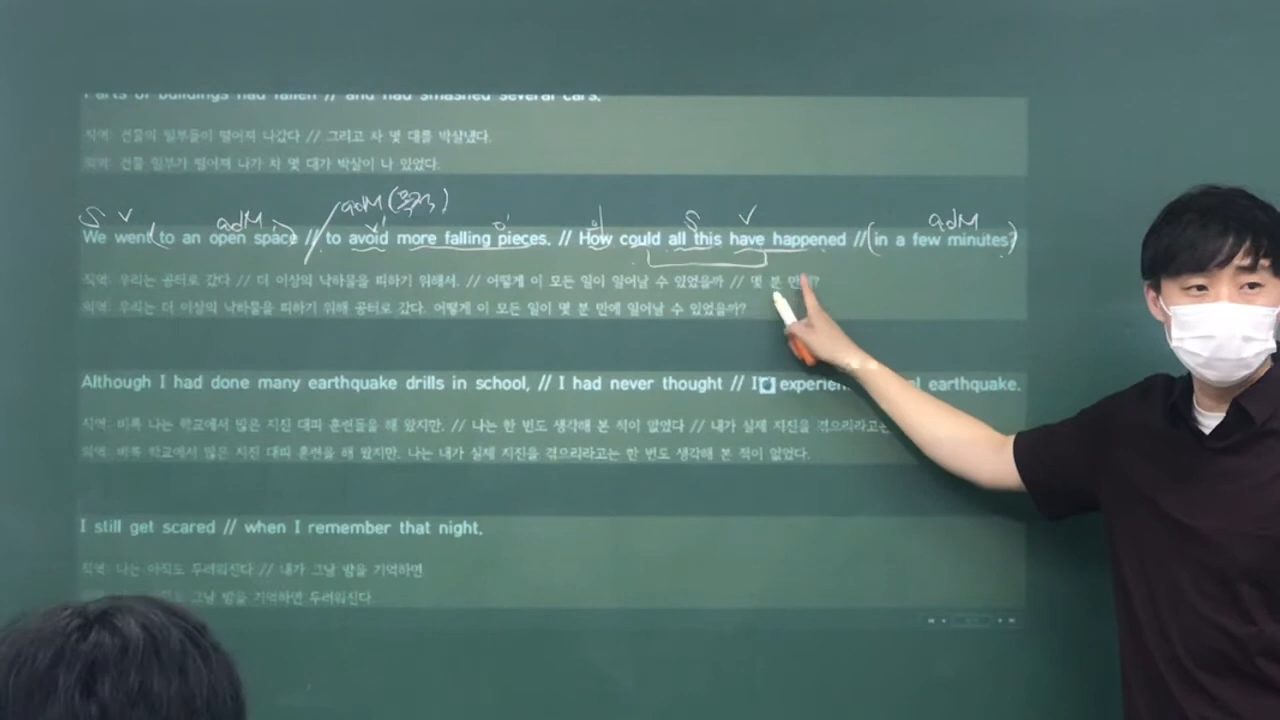 Parts of buildings had fallen // and had smashed several cars.
직역: 건물의 일부들이 떨어져 나갔다 // 그리고 차 몇 대를 박살냈다.
의역: 건물 일부가 떨어져 나가 차 몇 대가 박살이 나 있었다.
S V adM adM (목적) V' O' 의 S V adM
We went (to an open space) // to avoid more falling pieces. // How could all this have happened // (in a few minutes?)
직역: 우리는 공터로 갔다 // 더 이상의 낙하물을 피하기 위해서. // 어떻게 이 모든 일이 일어날 수 있었을까 // 몇 분 만에?
의역: 우리는 더 이상의 낙하물을 피하기 위해 공터로 갔다. 어떻게 이 모든 일이 몇 분 만에 일어날 수 있었을까?
Although I had done many earthquake drills in school, // I had never thought // I earthquake.
직역: 비록 나는 학교에서 많은 지진 대피 훈련들을 해 왔지만, // 나는 한 번도 생각해 본 적이 없었다 // 내가 실제 지진을 겪으리라고는
의역: 비록 학교에서 많은 지진 대피 훈련을 해 왔지만, 나는 내가 실제 지진을 겪으리라고는 한 번도 생각해 본 적이 없었다.
I still get scared // when I remember that night.
직역: 나는 아직도 두려워진다 // 내가 그날 밤을 기억하면
그날 밤을 기억하면 두려워진다.